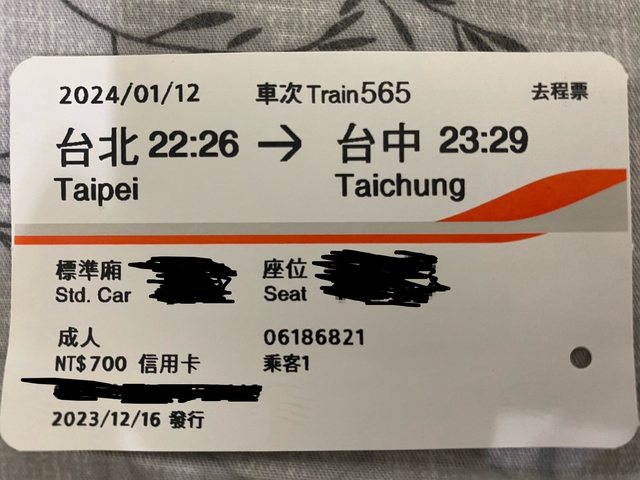 2024/01/12 車次 Train 565 去程票
台北 22:26 → 台中 23:29
Taipei Taichung
標準廂 座位
Std. Car Seat
成人 06186821
NT$700 信用卡 乘客1
2023/12/16 發行